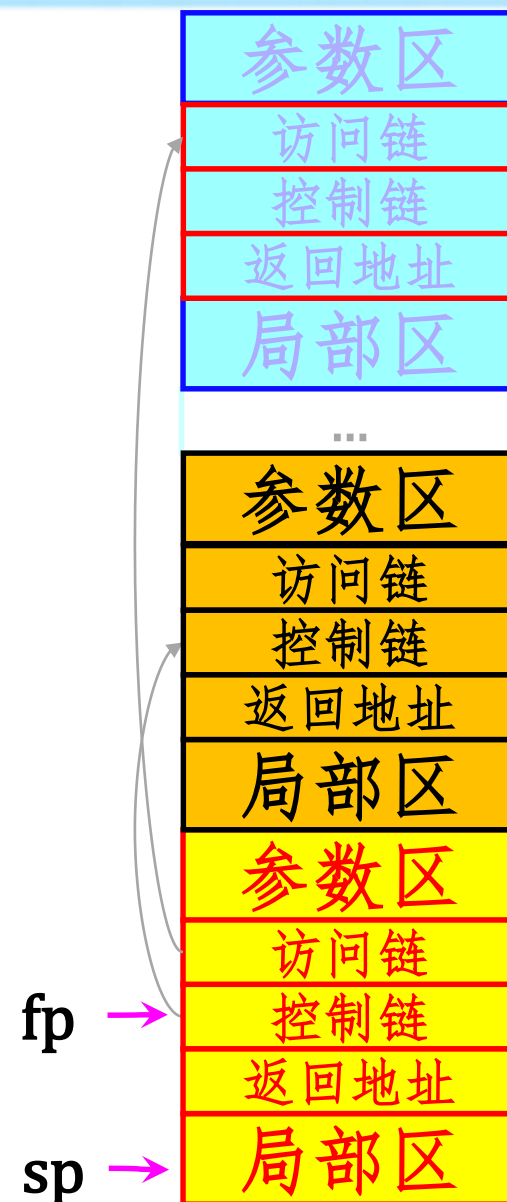 参数区
访问链
控制链
返回地址
局部区
...
参数区
访问链
控制链
返回地址
局部区
参数区
访问链
fp
控制链
返回地址
sp
局部区